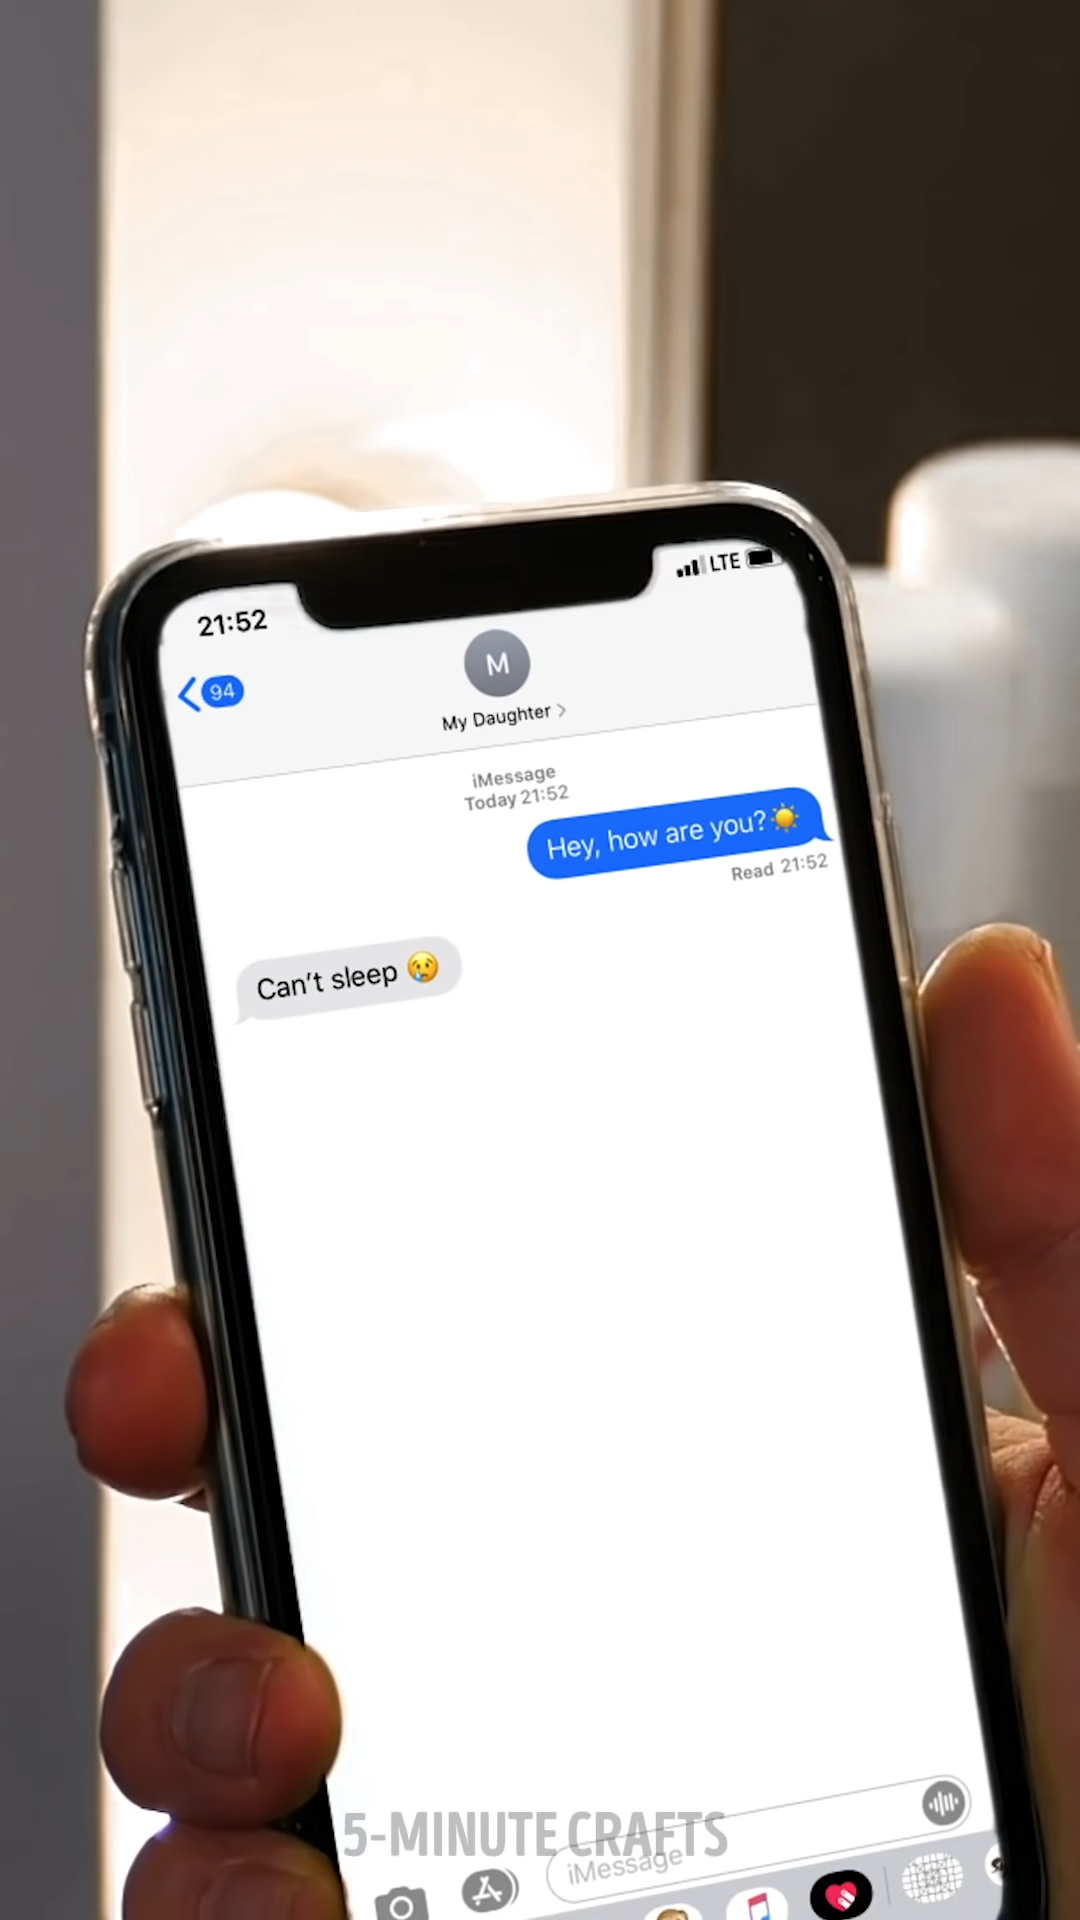 21:52
LTE
94
M
My Daughter
iMessage
Today 21:52
Hey, how are you?☀️
Read 21:52
Can't sleep 😢
iMessage
5-MINUTE CRAFTS